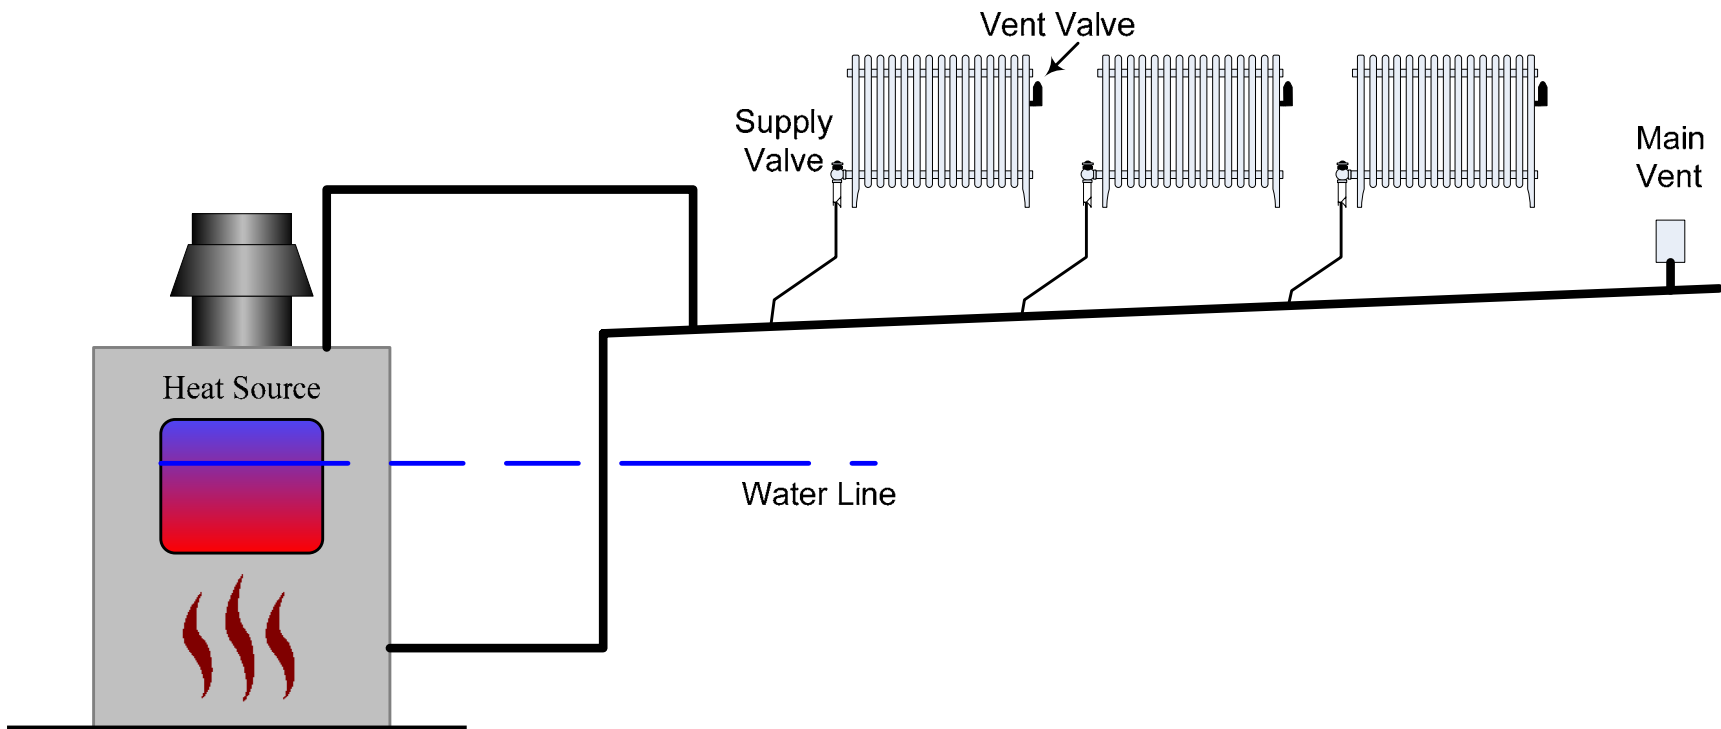 Vent Valve
Supply
Valve
Main
Vent
Heat Source
Water Line